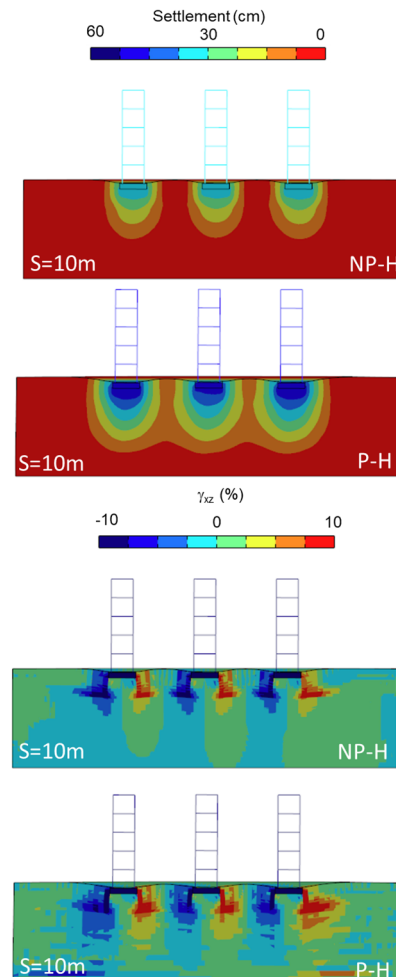 Settlement (cm)
60 30 0
S=10m NP-H
S=10m P-H
γxz (%)
-10 0 10
S=10m NP-H
S=10m P-H